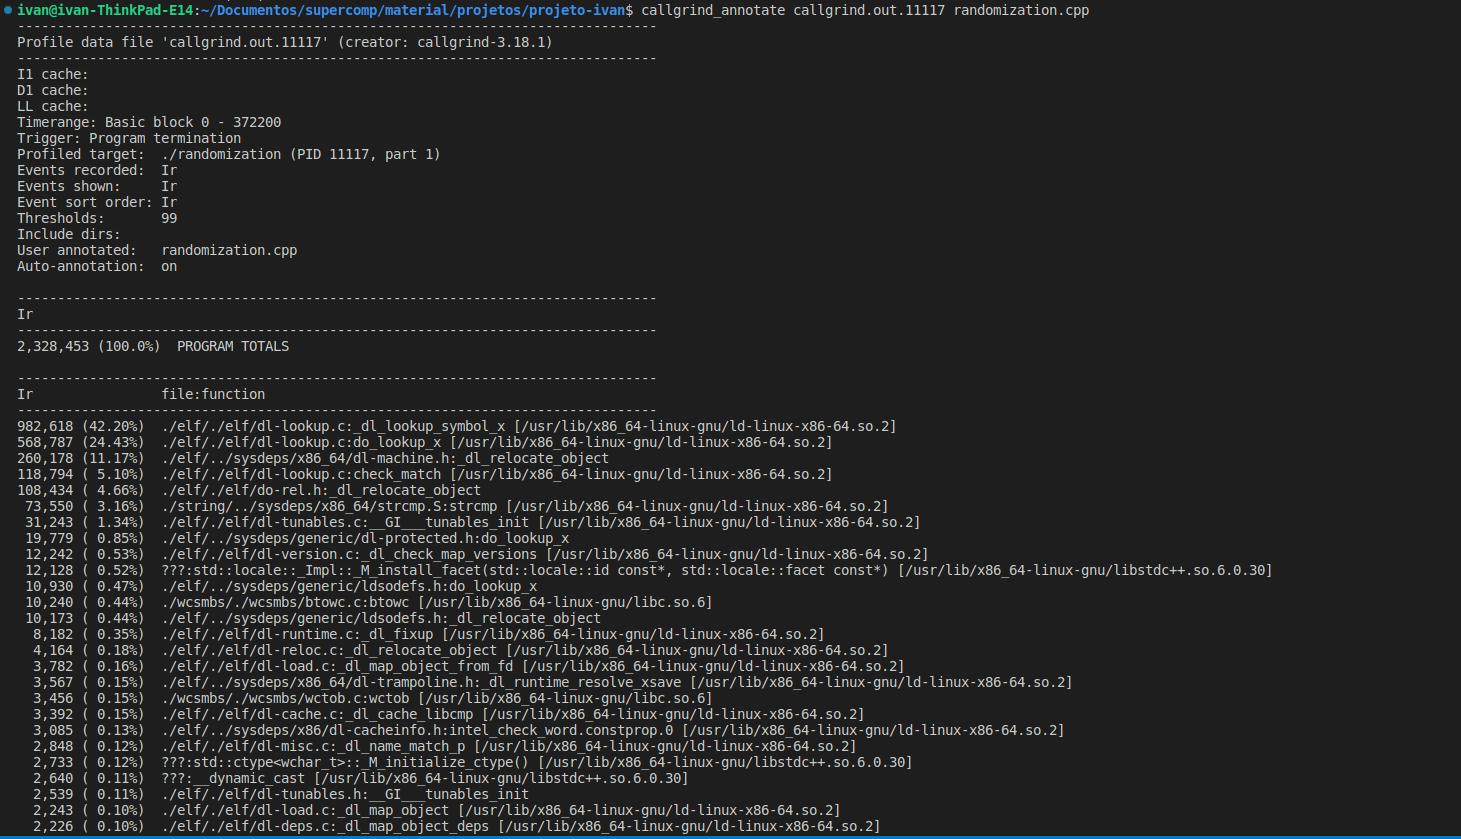 ivan@ivan-ThinkPad-E14:~/Documentos/supercomp/material/projetos/projeto-ivan$ callgrind_annotate callgrind.out.11117 randomization.cpp
--------------------------------------------------------------------------------
Profile data file 'callgrind.out.11117' (creator: callgrind-3.18.1)
--------------------------------------------------------------------------------
I1 cache:
D1 cache:
LL cache:
Timerange: Basic block 0 - 372200
Trigger: Program termination
Profiled target:  ./randomization (PID 11117, part 1)
Events recorded:  Ir
Events shown:     Ir
Event sort order: Ir
Thresholds:       99
Include dirs:
User annotated:   randomization.cpp
Auto-annotation:  on

--------------------------------------------------------------------------------
Ir
--------------------------------------------------------------------------------
2,328,453 (100.0%)  PROGRAM TOTALS

--------------------------------------------------------------------------------
Ir                file:function
--------------------------------------------------------------------------------
982,618 (42.20%)  ./elf/./elf/dl-lookup.c:_dl_lookup_symbol_x [/usr/lib/x86_64-linux-gnu/ld-linux-x86-64.so.2]
568,787 (24.43%)  ./elf/./elf/dl-lookup.c:do_lookup_x [/usr/lib/x86_64-linux-gnu/ld-linux-x86-64.so.2]
260,178 (11.17%)  ./elf/../sysdeps/x86_64/dl-machine.h:_dl_relocate_object
118,794 ( 5.10%)  ./elf/./elf/dl-lookup.c:check_match [/usr/lib/x86_64-linux-gnu/ld-linux-x86-64.so.2]
108,434 ( 4.66%)  ./elf/./elf/do-rel.h:_dl_relocate_object
 73,550 ( 3.16%)  ./string/../sysdeps/x86_64/strcmp.S:strcmp [/usr/lib/x86_64-linux-gnu/ld-linux-x86-64.so.2]
 31,243 ( 1.34%)  ./elf/./elf/dl-tunables.c:__GI___tunables_init [/usr/lib/x86_64-linux-gnu/ld-linux-x86-64.so.2]
 19,779 ( 0.85%)  ./elf/../sysdeps/generic/dl-protected.h:do_lookup_x
 12,242 ( 0.53%)  ./elf/./elf/dl-version.c:_dl_check_map_versions [/usr/lib/x86_64-linux-gnu/ld-linux-x86-64.so.2]
 12,128 ( 0.52%)  ???:std::locale::_Impl::_M_install_facet(std::locale::id const*, std::locale::facet const*) [/usr/lib/x86_64-linux-gnu/libstdc++.so.6.0.30]
 10,930 ( 0.47%)  ./elf/../sysdeps/generic/ldsodefs.h:do_lookup_x
 10,240 ( 0.44%)  ./wcsmbs/./wcsmbs/btowc.c:btowc [/usr/lib/x86_64-linux-gnu/libc.so.6]
 10,173 ( 0.44%)  ./elf/../sysdeps/generic/ldsodefs.h:_dl_relocate_object
  8,182 ( 0.35%)  ./elf/./elf/dl-runtime.c:_dl_fixup [/usr/lib/x86_64-linux-gnu/ld-linux-x86-64.so.2]
  4,164 ( 0.18%)  ./elf/./elf/dl-reloc.c:_dl_relocate_object [/usr/lib/x86_64-linux-gnu/ld-linux-x86-64.so.2]
  3,782 ( 0.16%)  ./elf/./elf/dl-load.c:_dl_map_object_from_fd [/usr/lib/x86_64-linux-gnu/ld-linux-x86-64.so.2]
  3,567 ( 0.15%)  ./elf/../sysdeps/x86_64/dl-trampoline.h:_dl_runtime_resolve_xsave [/usr/lib/x86_64-linux-gnu/ld-linux-x86-64.so.2]
  3,456 ( 0.15%)  ./wcsmbs/./wcsmbs/wctob.c:wctob [/usr/lib/x86_64-linux-gnu/libc.so.6]
  3,392 ( 0.15%)  ./elf/./elf/dl-cache.c:_dl_cache_libcmp [/usr/lib/x86_64-linux-gnu/ld-linux-x86-64.so.2]
  3,085 ( 0.13%)  ./elf/../sysdeps/x86/dl-cacheinfo.h:intel_check_word.constprop.0 [/usr/lib/x86_64-linux-gnu/ld-linux-x86-64.so.2]
  2,848 ( 0.12%)  ./elf/./elf/dl-misc.c:_dl_name_match_p [/usr/lib/x86_64-linux-gnu/ld-linux-x86-64.so.2]
  2,733 ( 0.12%)  ???:std::ctype<wchar_t>::_M_initialize_ctype() [/usr/lib/x86_64-linux-gnu/libstdc++.so.6.0.30]
  2,640 ( 0.11%)  ???:__dynamic_cast [/usr/lib/x86_64-linux-gnu/libstdc++.so.6.0.30]
  2,539 ( 0.11%)  ./elf/./elf/dl-tunables.h:__GI___tunables_init
  2,243 ( 0.10%)  ./elf/./elf/dl-load.c:_dl_map_object [/usr/lib/x86_64-linux-gnu/ld-linux-x86-64.so.2]
  2,226 ( 0.10%)  ./elf/./elf/dl-deps.c:_dl_map_object_deps [/usr/lib/x86_64-linux-gnu/ld-linux-x86-64.so.2]